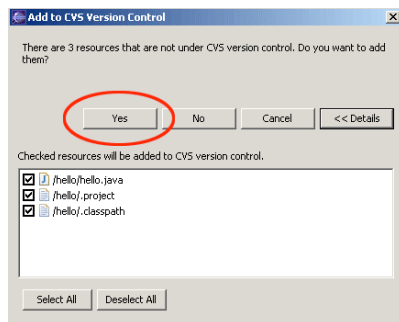 Add to CVS Version Control
There are 3 resources that are not under CVS version control. Do you want to add
them?
Yes No Cancel << Details
Checked resources will be added to CVS version control.
/hello/hello.java
/hello/.project
/hello/.classpath
Select All Deselect All